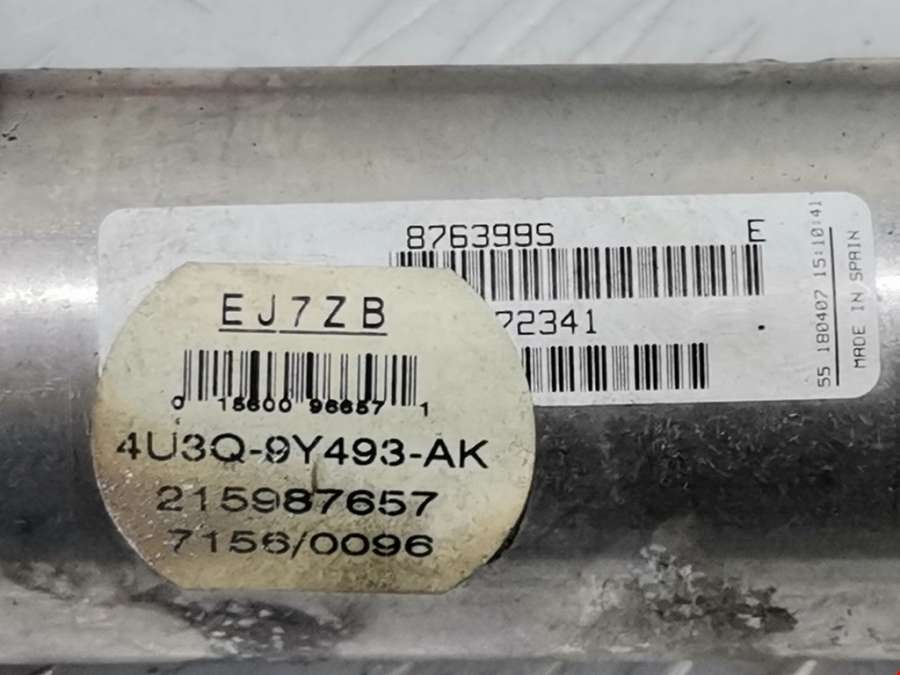 8763995 E
72341
55 180407 15:10:41
MADE IN SPAIN
EJ7ZB
0 15600 96657 1
4U3Q-9Y493-AK
215987657
7156/0096